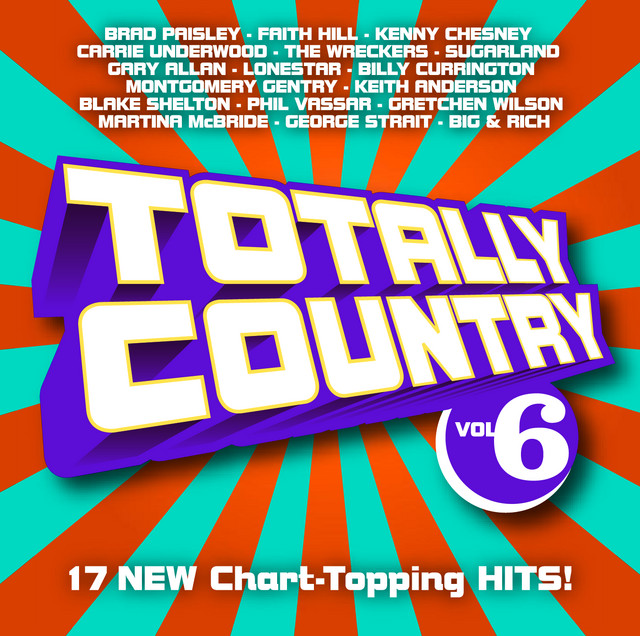 BRAD PAISLEY - FAITH HILL - KENNY CHESNEY
CARRIE UNDERWOOD - THE WRECKERS - SUGARLAND
GARY ALLAN - LONESTAR - BILLY CURRINGTON
MONTGOMERY GENTRY - KEITH ANDERSON
BLAKE SHELTON - PHIL VASSAR - GRETCHEN WILSON
MARTINA McBRIDE - GEORGE STRAIT - BIG & RICH
TOTALLY
COUNTRY
VOL 6
17 NEW Chart-Topping HITS!